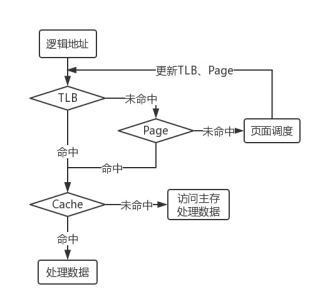 逻辑地址
更新TLB、Page
TLB
未命中
Page
未命中
页面调度
命中
命中
Cache
未命中
访问主存
处理数据
命中
处理数据